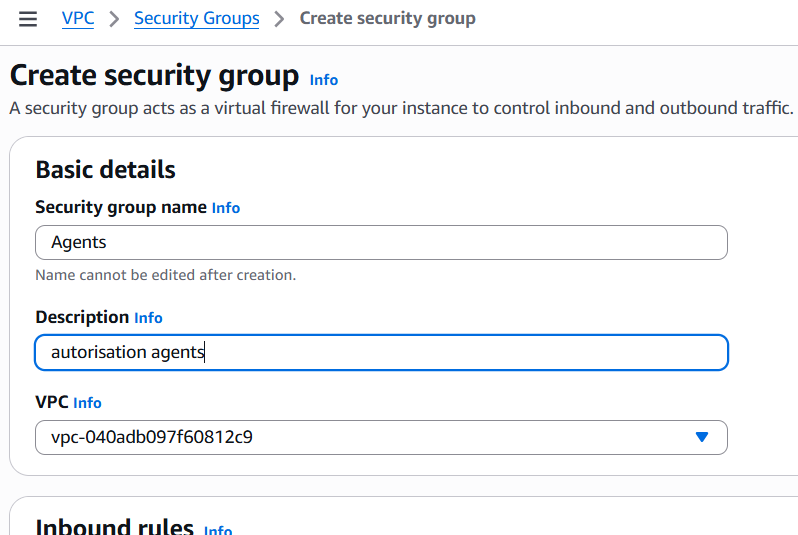 VPC > Security Groups > Create security group
Create security group Info
A security group acts as a virtual firewall for your instance to control inbound and outbound traffic.
Basic details
Security group name Info
Agents
Name cannot be edited after creation.
Description Info
autorisation agents
VPC Info
vpc-040adb097f60812c9
Inbound rules Info